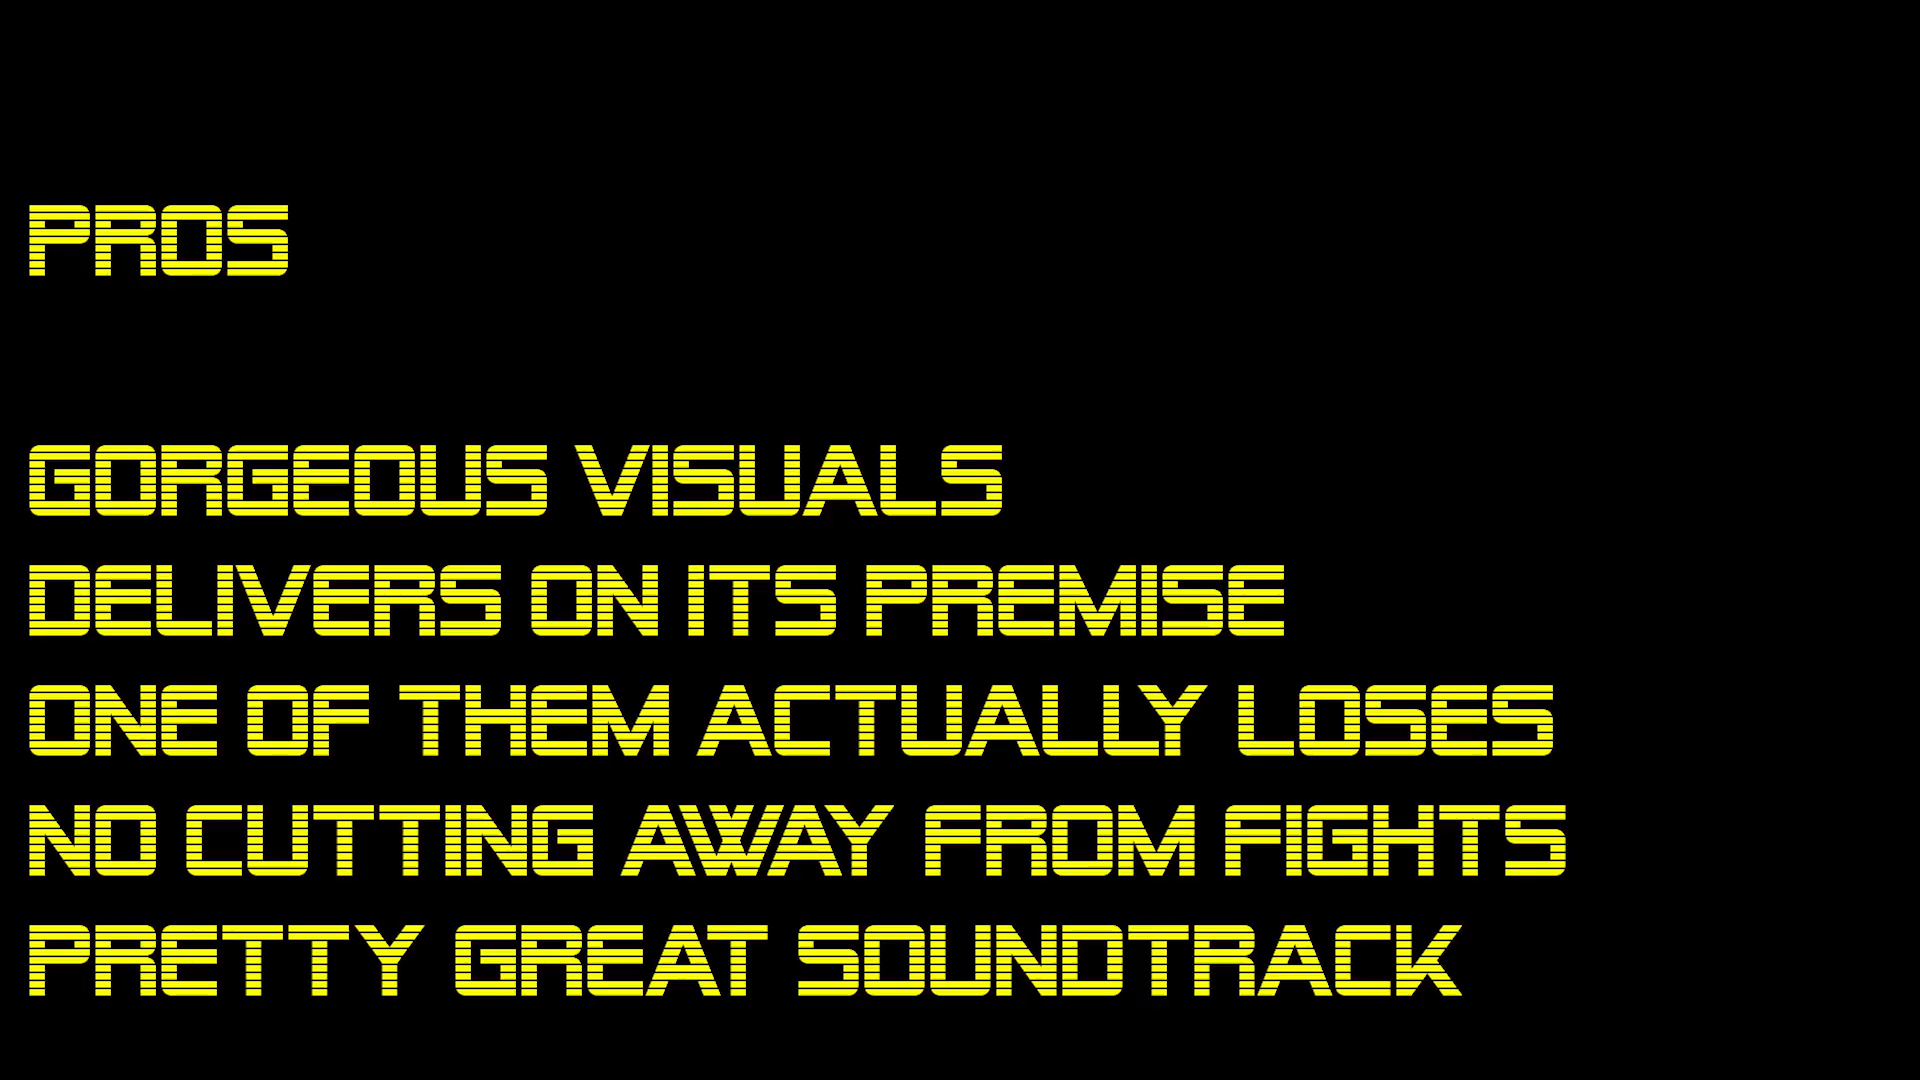 PROS
GORGEOUS VISUALS
DELIVERS ON ITS PREMISE
ONE OF THEM ACTUALLY LOSES
NO CUTTING AWAY FROM FIGHTS
PRETTY GREAT SOUNDTRACK